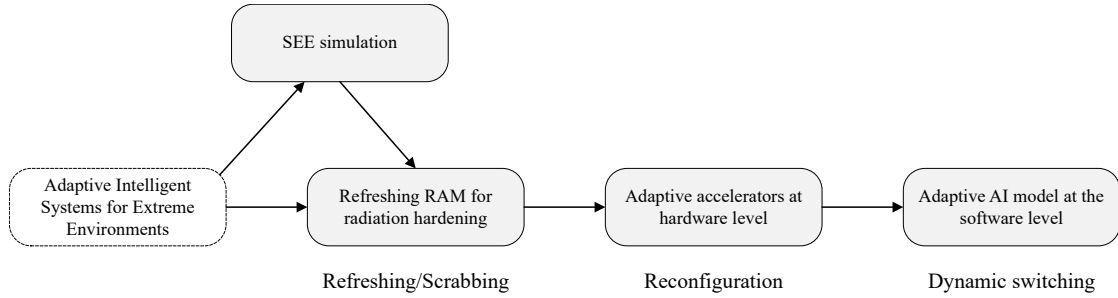 SEE simulation
Adaptive Intelligent
Systems for Extreme
Environments
Refreshing RAM for
radiation hardening
Adaptive accelerators at
hardware level
Adaptive AI model at the
software level
Refreshing/Scrabbing
Reconfiguration
Dynamic switching